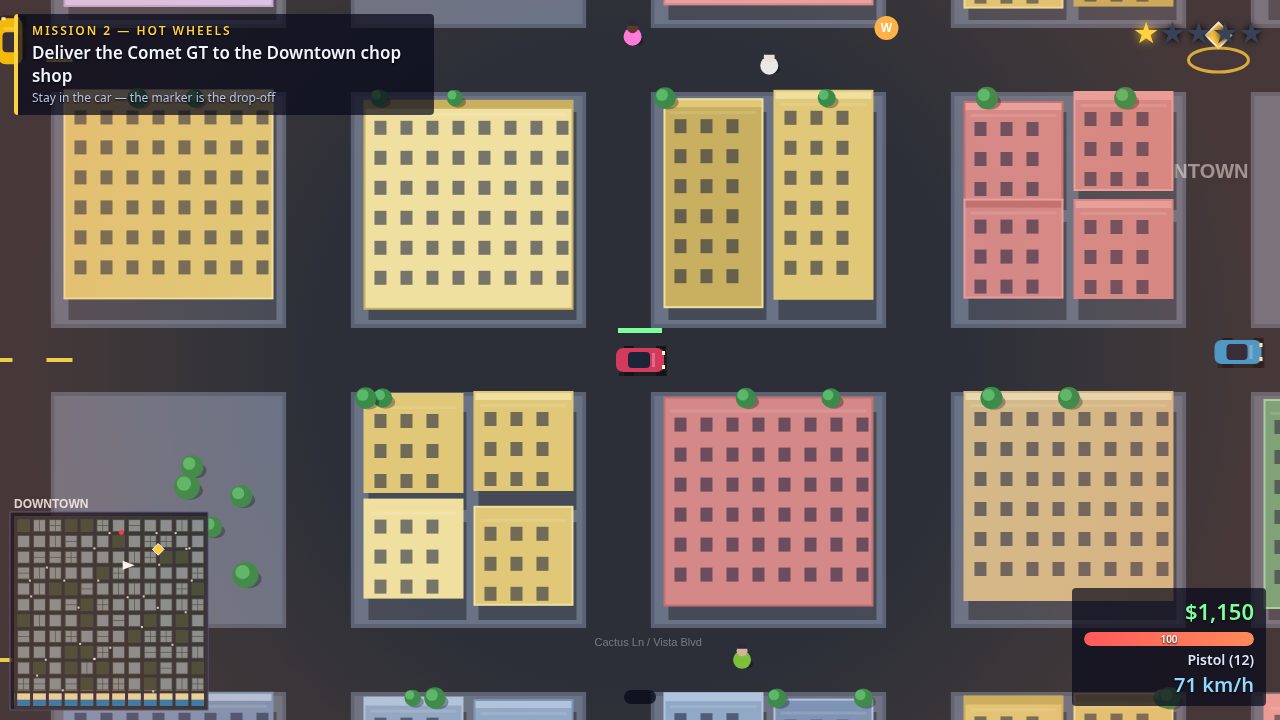 MISSION 2 — HOT WHEELS
Deliver the Comet GT to the Downtown chop
shop
Stay in the car — the marker is the drop-off
W
NTOWN
DOWNTOWN
Cactus Ln / Vista Blvd
$1,150
100
Pistol (12)
71 km/h